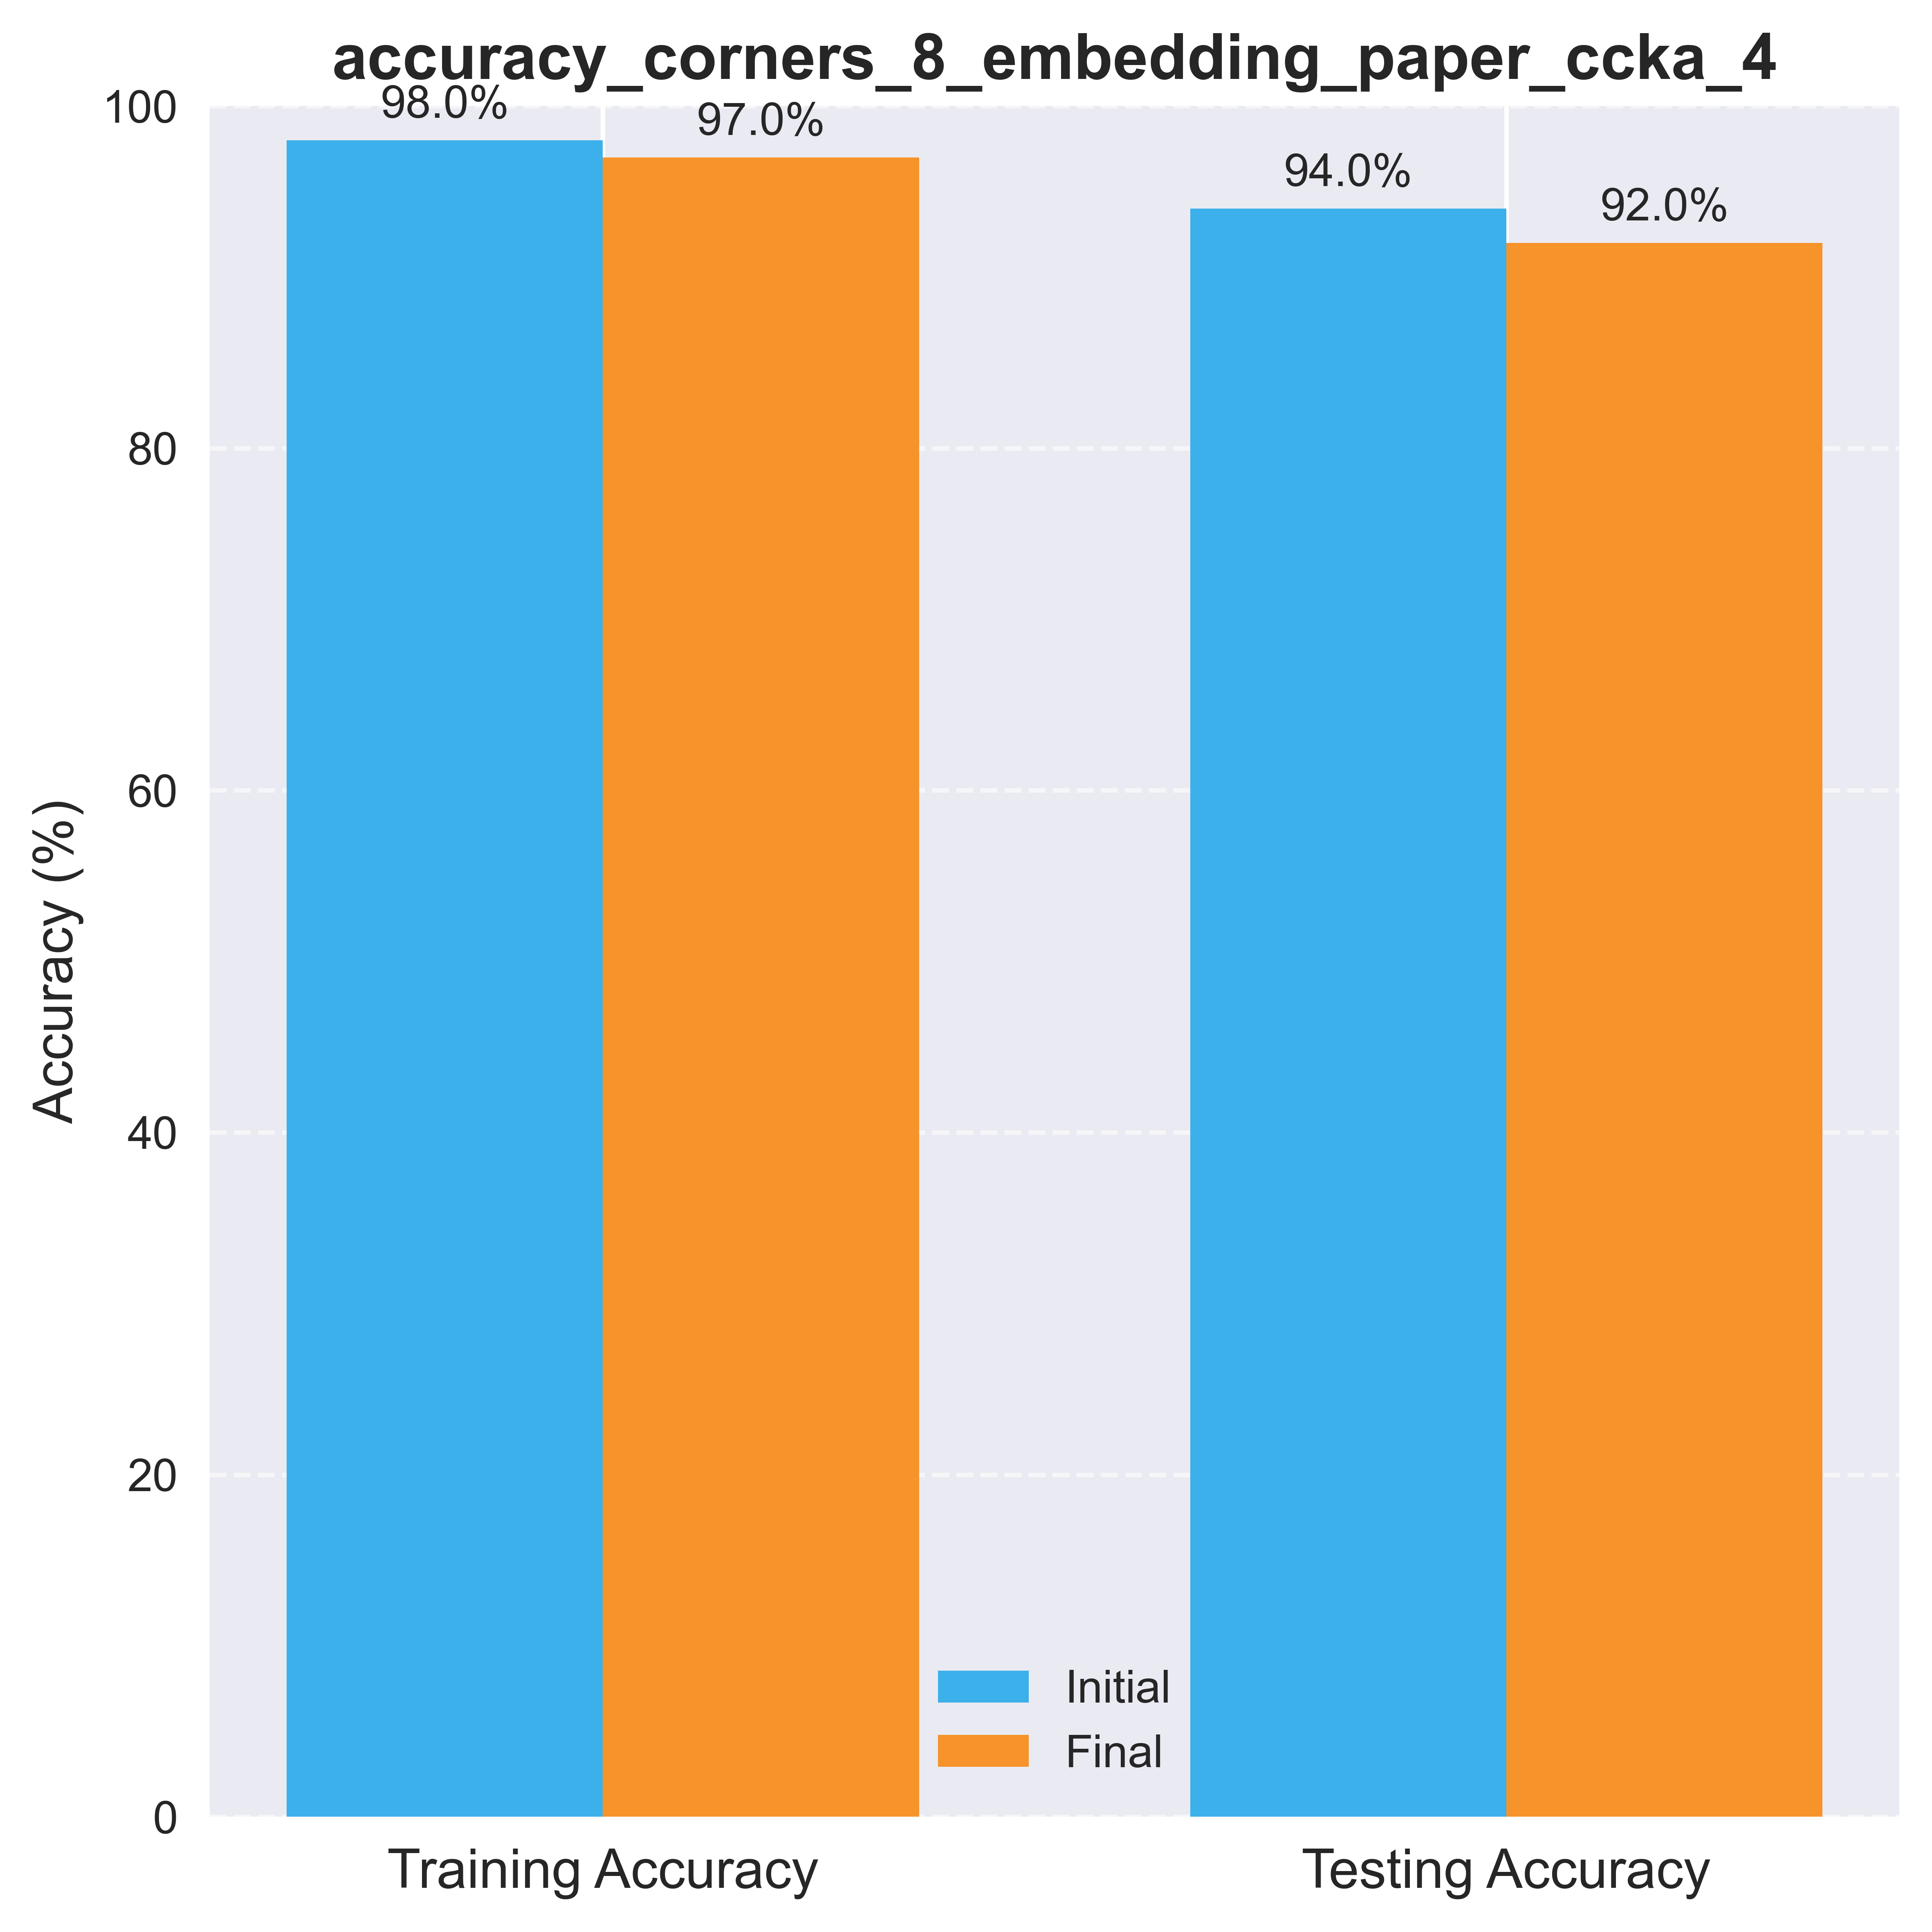 accuracy_corners_8_embedding_paper_ccka_4
98.0%
97.0%
94.0%
92.0%
100
80
60
40
20
0
Accuracy (%)
Initial
Final
Training Accuracy
Testing Accuracy